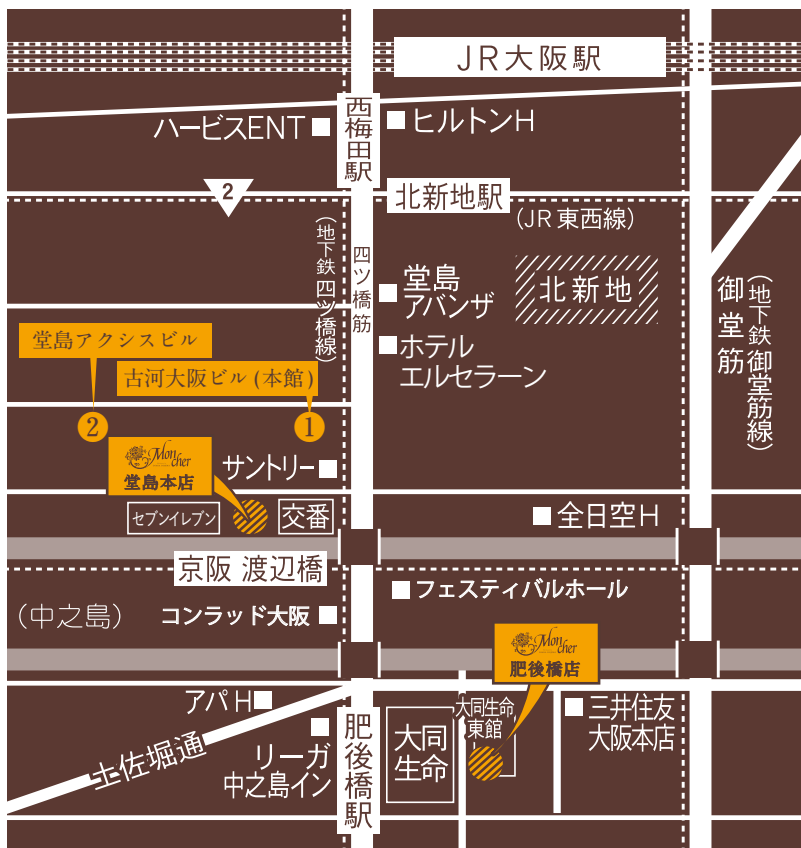 JR大阪駅
西梅田駅
ハービスENT
ヒルトンH
2
北新地駅
(JR東西線)
(地下鉄 四ツ橋線)
四ツ橋筋
堂島
アバンザ
北新地
御堂筋
(地下鉄 御堂筋線)
堂島アクシスビル
ホテル
エルセラーン
古河大阪ビル(本館)
2
1
Mon
cher
堂島本店
サントリー
セブンイレブン
交番
全日空H
京阪 渡辺橋
フェスティバルホール
(中之島)
コンラッド大阪
Mon
cher
肥後橋店
アパH
大同生命
東館
三井住友
大阪本店
肥後橋駅
大同
生命
土佐堀通
リーガ
中之島イン